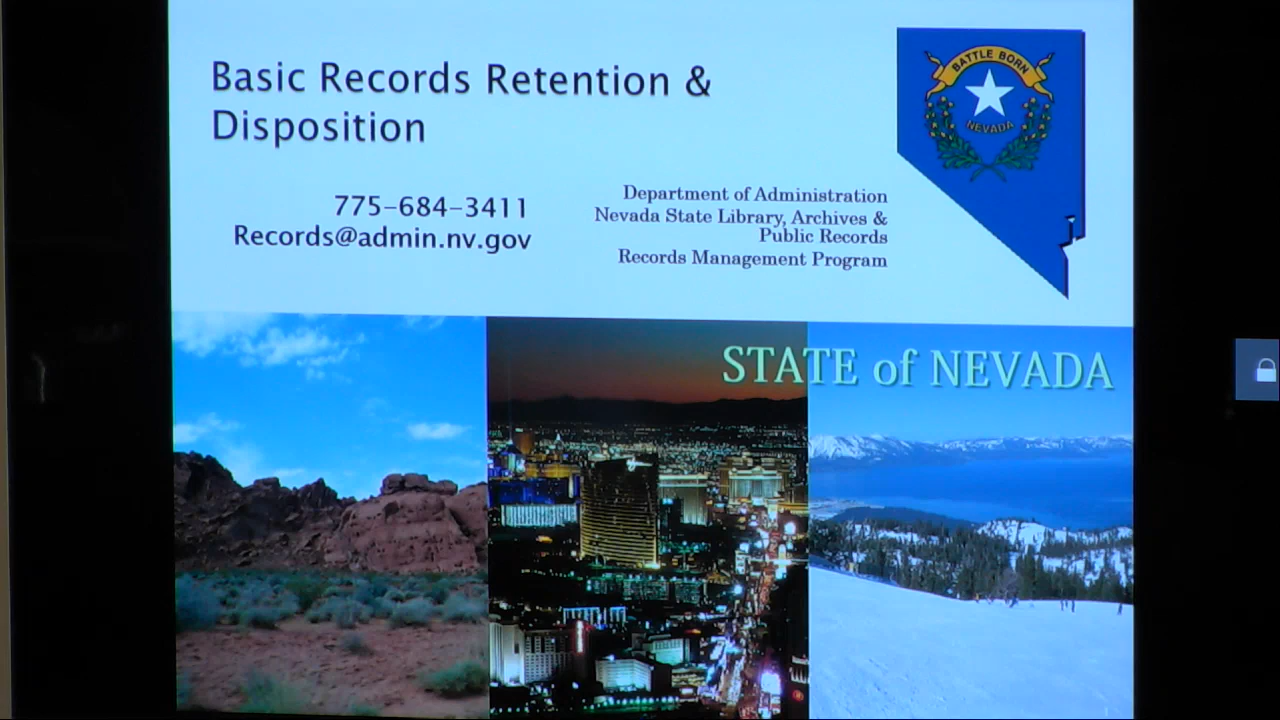 Basic Records Retention &
Disposition
775-684-3411
Records@admin.nv.gov
Department of Administration
Nevada State Library, Archives &
Public Records
Records Management Program
BATTLE BORN
NEVADA
STATE of NEVADA